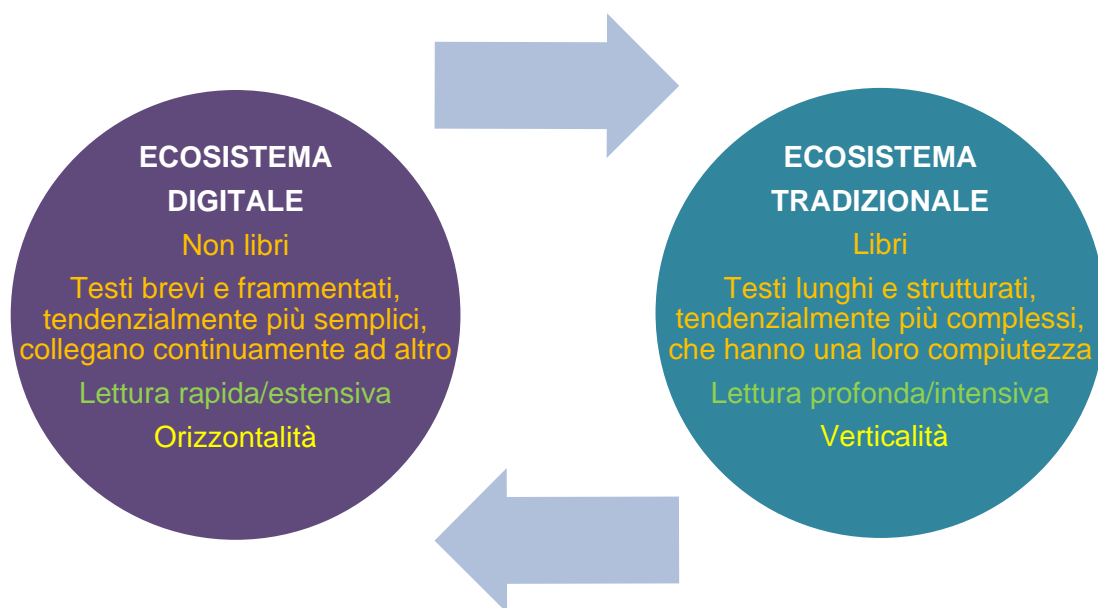 ECOSISTEMA
DIGITALE
Non libri
Testi brevi e frammentati,
tendenzialmente più semplici,
collegano continuamente ad altro
Lettura rapida/estensiva
Orizzontalità
ECOSISTEMA
TRADIZIONALE
Libri
Testi lunghi e strutturati,
tendenzialmente più complessi,
che hanno una loro compiutezza
Lettura profonda/intensiva
Verticalità